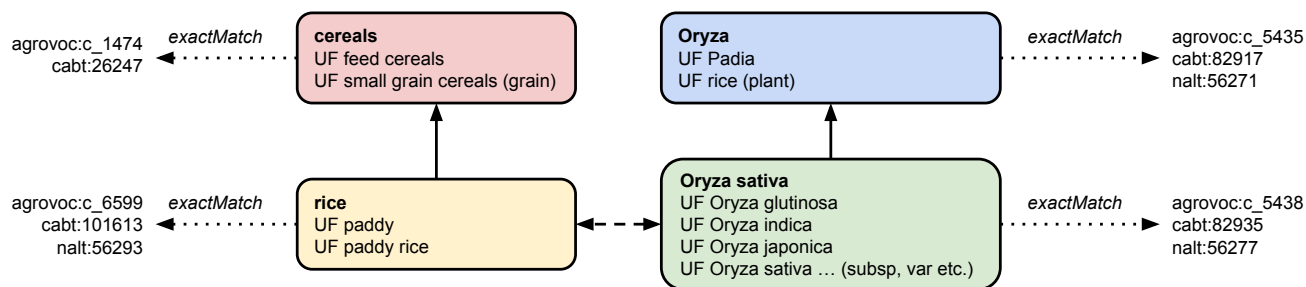 agrovoc:c_1474
cabt:26247
exactMatch
cereals
UF feed cereals
UF small grain cereals (grain)
Oryza
UF Padia
UF rice (plant)
exactMatch
agrovoc:c_5435
cabt:82917
nalt:56271
agrovoc:c_6599
cabt:101613
nalt:56293
exactMatch
rice
UF paddy
UF paddy rice
Oryza sativa
UF Oryza glutinosa
UF Oryza indica
UF Oryza japonica
UF Oryza sativa … (subsp, var etc.)
exactMatch
agrovoc:c_5438
cabt:82935
nalt:56277